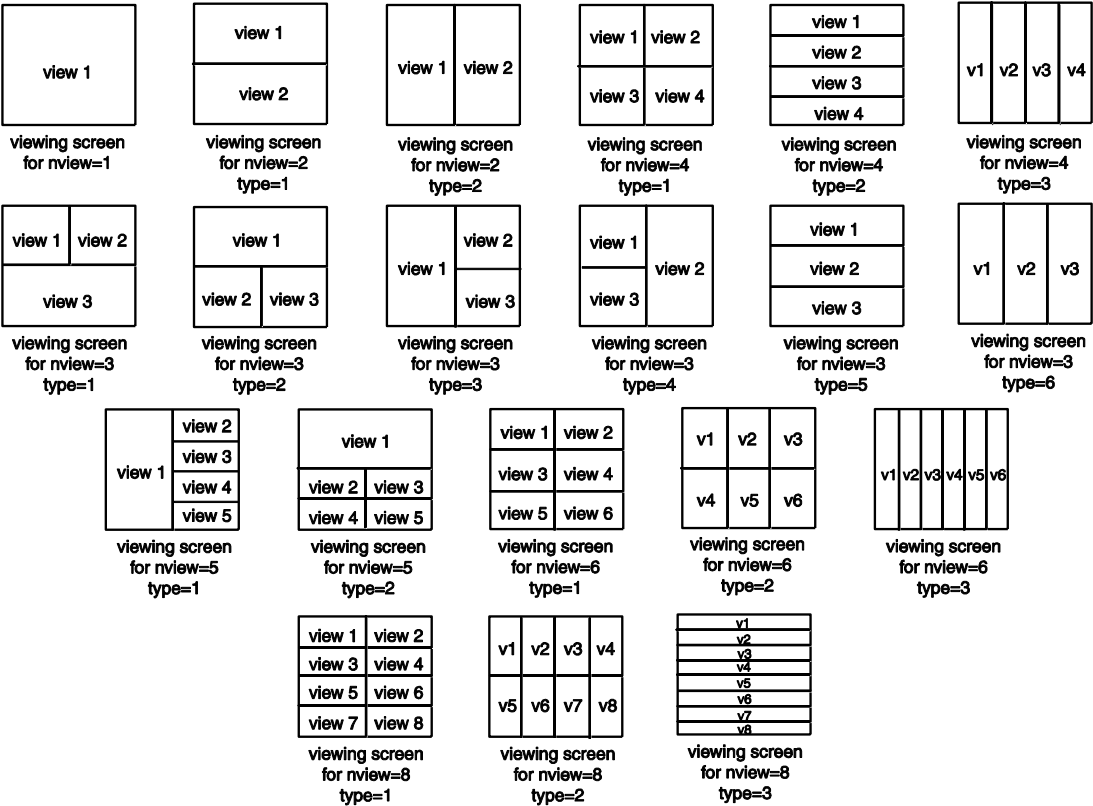 view 1
viewing screen
for nview=1
view 1
view 2
viewing screen
for nview=2
type=1
view 1 view 2
viewing screen
for nview=2
type=2
view 1 view 2
view 3 view 4
viewing screen
for nview=4
type=1
view 1
view 2
view 3
view 4
viewing screen
for nview=4
type=2
v1 v2 v3 v4
viewing screen
for nview=4
type=3
view 1 view 2
view 3
viewing screen
for nview=3
type=1
view 1
view 2 view 3
viewing screen
for nview=3
type=2
view 1
view 2
view 3
viewing screen
for nview=3
type=3
view 1
view 2
view 3
viewing screen
for nview=3
type=4
view 1
view 2
view 3
viewing screen
for nview=3
type=5
v1 v2 v3
viewing screen
for nview=3
type=6
view 1
view 2
view 3
view 4
view 5
viewing screen
for nview=5
type=1
view 1
view 2 view 3
view 4 view 5
viewing screen
for nview=5
type=2
view 1 view 2
view 3 view 4
view 5 view 6
viewing screen
for nview=6
type=1
v1 v2 v3
v4 v5 v6
viewing screen
for nview=6
type=2
v1 v2 v3 v4 v5 v6
viewing screen
for nview=6
type=3
view 1 view 2
view 3 view 4
view 5 view 6
view 7 view 8
viewing screen
for nview=8
type=1
v1 v2 v3 v4
v5 v6 v7 v8
viewing screen
for nview=8
type=2
v1
v2
v3
v4
v5
v6
v7
v8
viewing screen
for nview=8
type=3